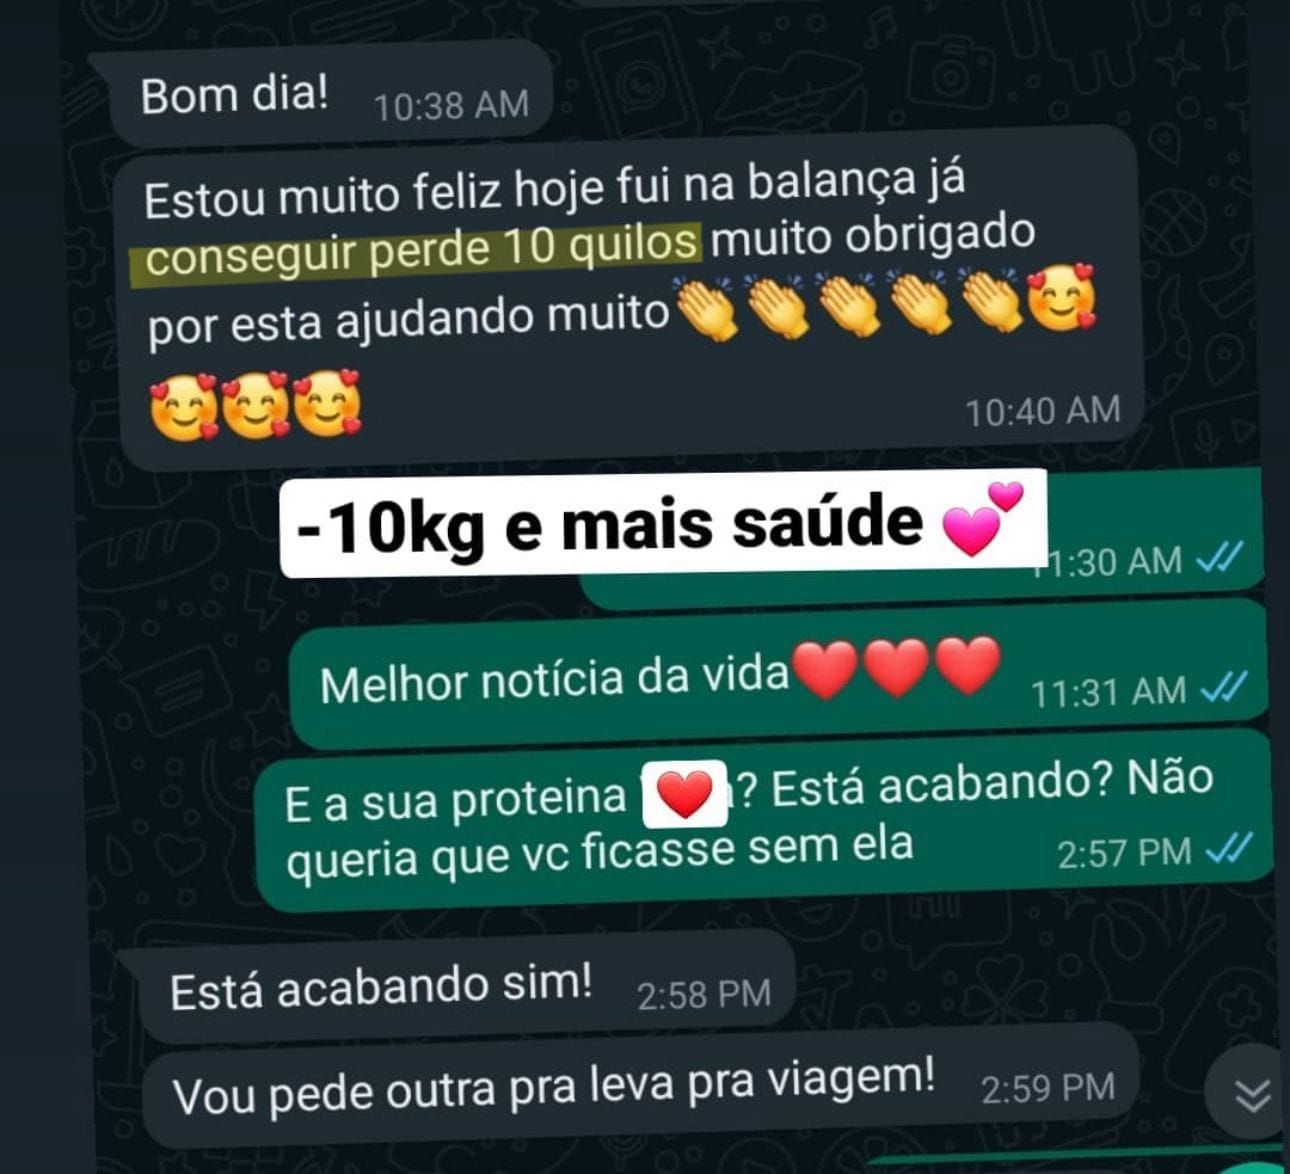 Bom dia! 10:38 AM
Estou muito feliz hoje fui na balança já
conseguir perde 10 quilos muito obrigado
por esta ajudando muito👏👏👏👏👏🥰
🥰🥰🥰
10:40 AM
-10kg e mais saúde 💕
11:30 AM
Melhor notícia da vida❤️❤️❤️ 11:31 AM
E a sua proteina ❤️? Está acabando? Não
queria que vc ficasse sem ela 2:57 PM
Está acabando sim! 2:58 PM
Vou pede outra pra leva pra viagem! 2:59 PM